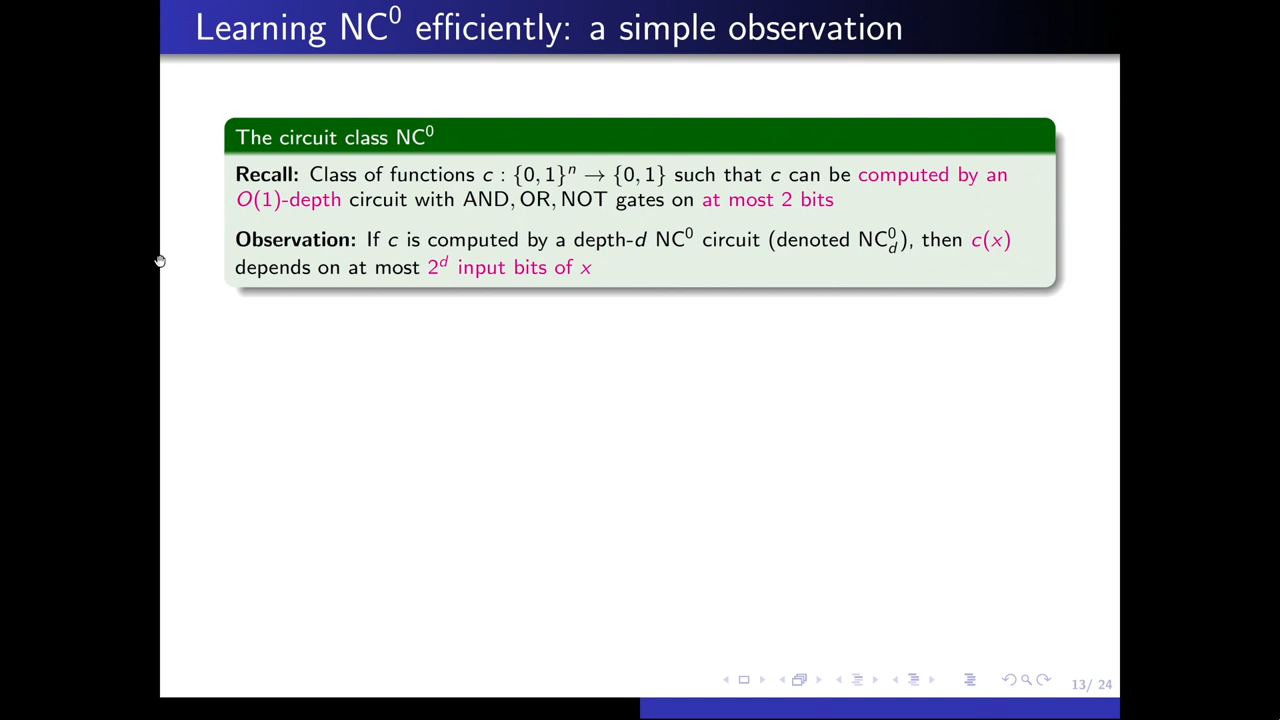 Learning NC⁰ efficiently: a simple observation
The circuit class NC⁰
Recall: Class of functions c : {0, 1}ⁿ → {0, 1} such that c can be computed by an
O(1)-depth circuit with AND, OR, NOT gates on at most 2 bits
Observation: If c is computed by a depth-d NC⁰ circuit (denoted NC⁰_d), then c(x)
depends on at most 2ᵈ input bits of x
13/ 24